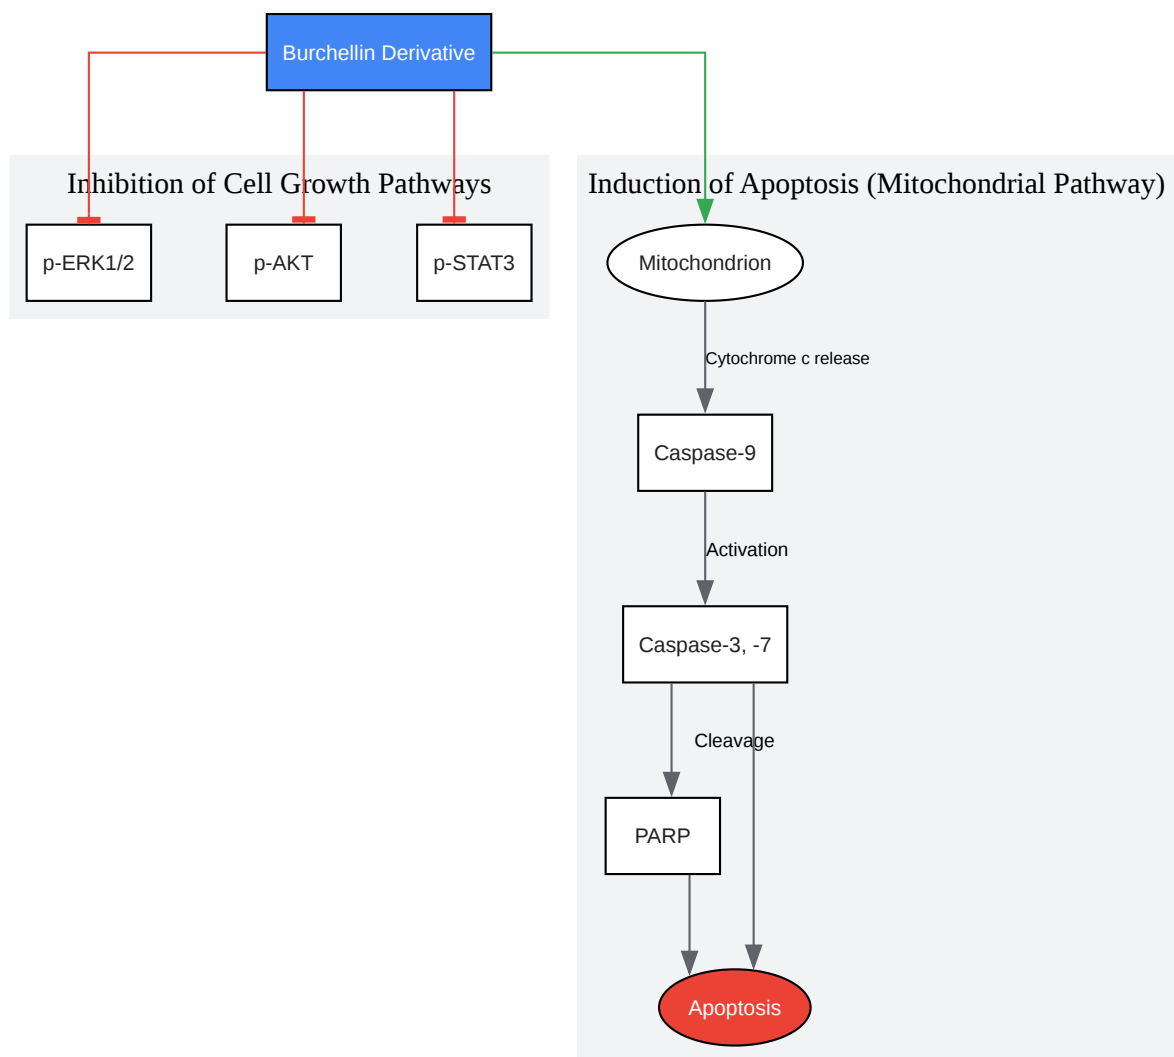 Burchellin Derivative
Inhibition of Cell Growth Pathways
Induction of Apoptosis (Mitochondrial Pathway)
p-ERK1/2
p-AKT
p-STAT3
Mitochondrion
Cytochrome c release
Caspase-9
Activation
Caspase-3, -7
Cleavage
PARP
Apoptosis